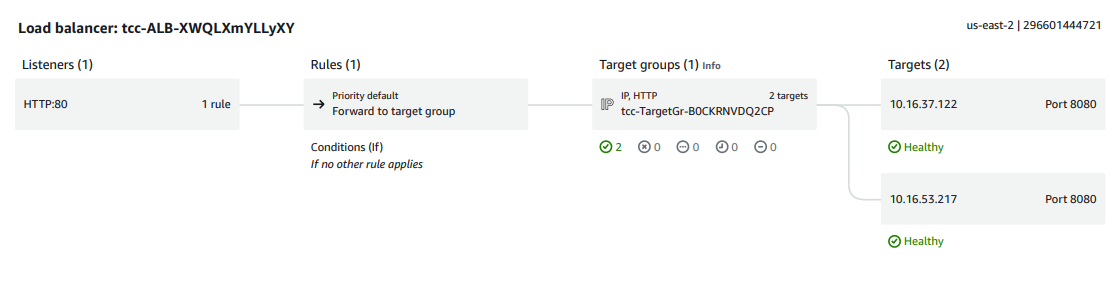 Load balancer: tcc-ALB-XWQLXmYLLyXY
us-east-2 | 296601444721
Listeners (1)
HTTP:80
1 rule
Rules (1)
Priority default
Forward to target group
Conditions (If)
If no other rule applies
Target groups (1) Info
IP, HTTP
2 targets
tcc-TargetGr-B0CKRNVDQ2CP
2
0
0
0
0
Targets (2)
10.16.37.122
Port 8080
Healthy
10.16.53.217
Port 8080
Healthy